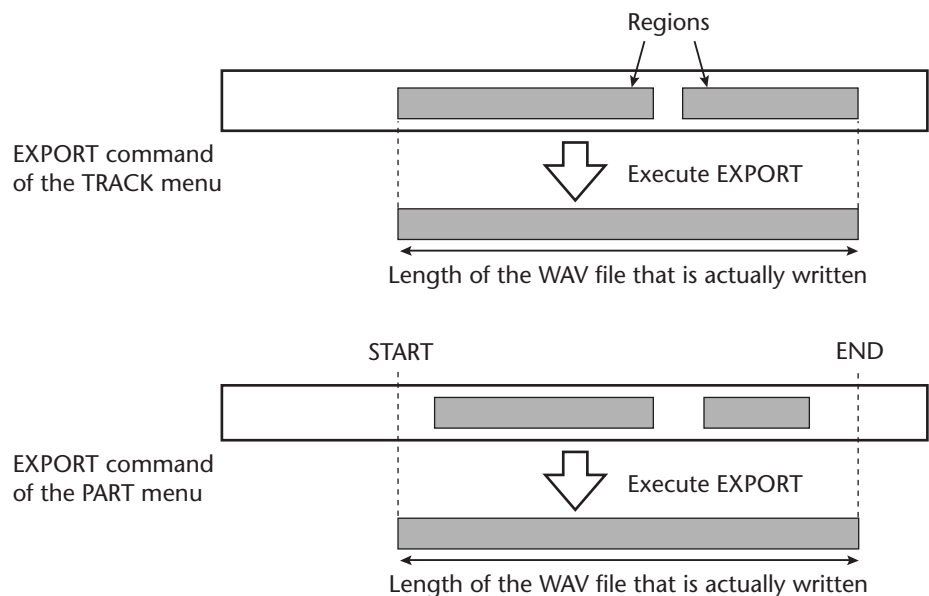 Regions
EXPORT command
of the TRACK menu
Execute EXPORT
Length of the WAV file that is actually written
START
END
EXPORT command
of the PART menu
Execute EXPORT
Length of the WAV file that is actually written